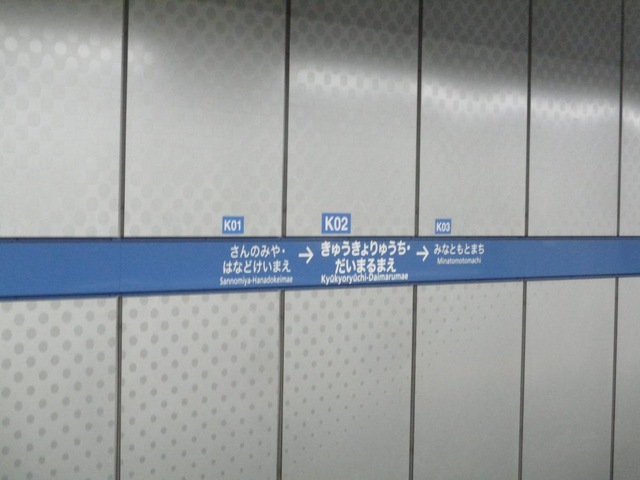 K01
さんのみや・
はなどけいまえ
Sannomiya-Hanadokeimae
→
K02
きゅうきょりゅうち・
だいまるまえ
Kyūkyoryūchi-Daimarumae
→
K03
みなともとまち
Minatomotomachi